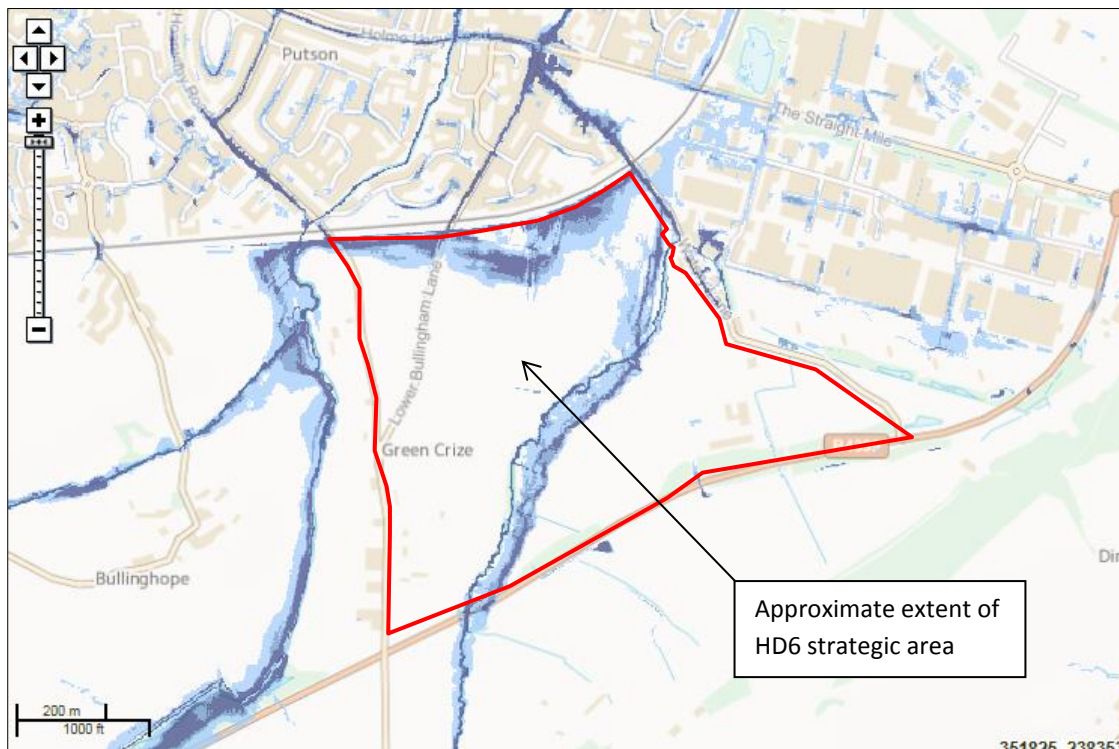 Putson
The Straight Mile
Lower Bullingham Lane
Green Crize
Bullinghope
Approximate extent of
HD6 strategic area
200 m
1000 ft